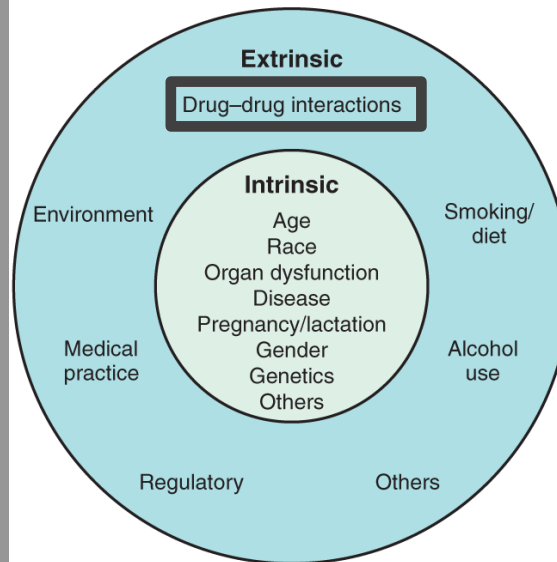 Extrinsic
Drug–drug interactions
Intrinsic
Age
Race
Organ dysfunction
Disease
Pregnancy/lactation
Gender
Genetics
Others
Environment
Smoking/
diet
Medical
practice
Alcohol
use
Regulatory
Others